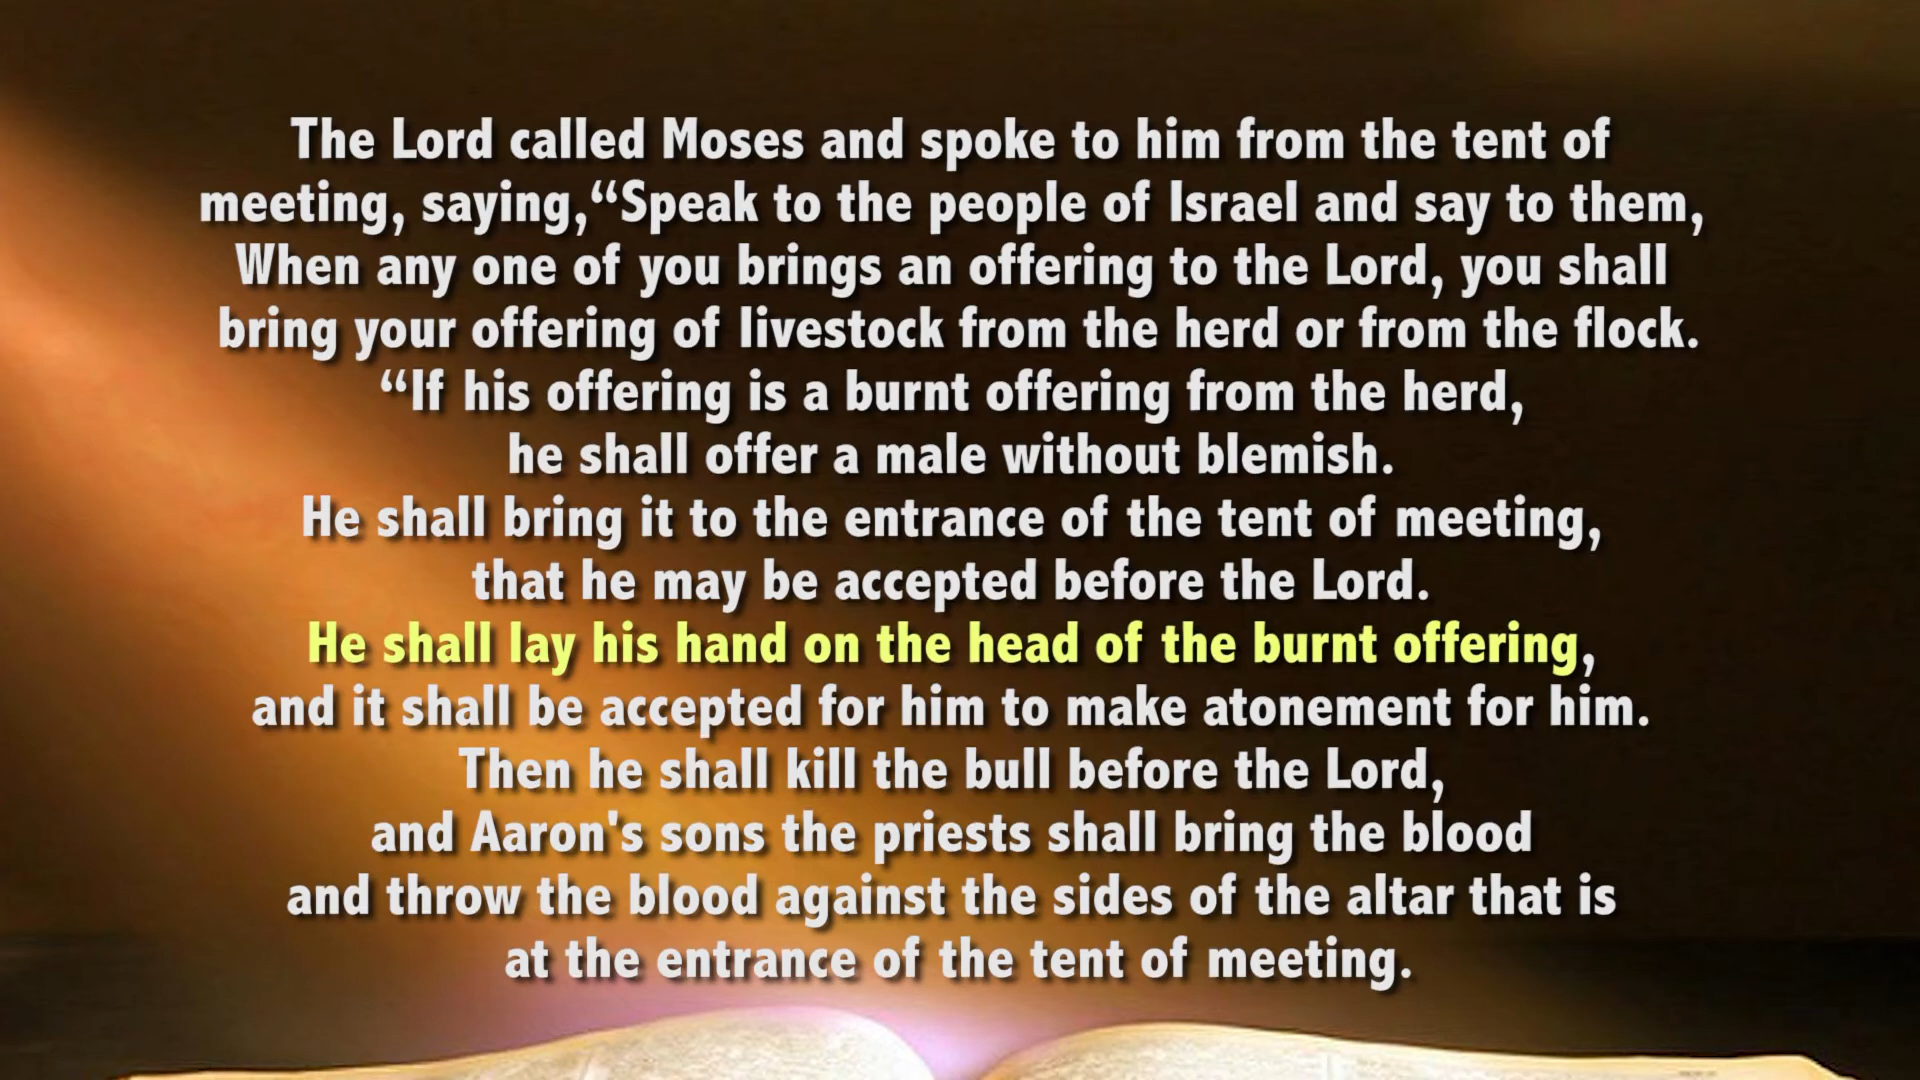 The Lord called Moses and spoke to him from the tent of
meeting, saying,“Speak to the people of Israel and say to them,
When any one of you brings an offering to the Lord, you shall
bring your offering of livestock from the herd or from the flock.
“If his offering is a burnt offering from the herd,
he shall offer a male without blemish.
He shall bring it to the entrance of the tent of meeting,
that he may be accepted before the Lord.
He shall lay his hand on the head of the burnt offering,
and it shall be accepted for him to make atonement for him.
Then he shall kill the bull before the Lord,
and Aaron's sons the priests shall bring the blood
and throw the blood against the sides of the altar that is
at the entrance of the tent of meeting.